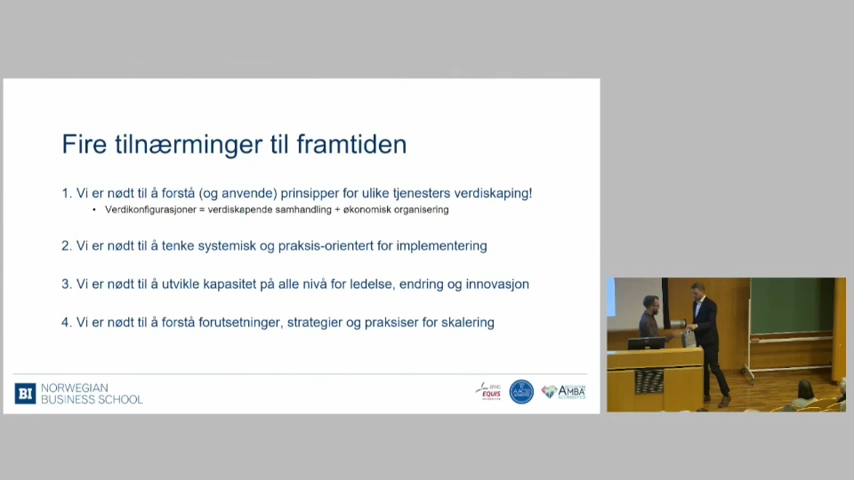 Fire tilnærminger til framtiden
1. Vi er nødt til å forstå (og anvende) prinsipper for ulike tjenesters verdiskaping!
• Verdikonfigurasjoner = verdiskapende samhandling + økonomisk organisering
2. Vi er nødt til å tenke systemisk og praksis-orientert for implementering
3. Vi er nødt til å utvikle kapasitet på alle nivå for ledelse, endring og innovasjon
4. Vi er nødt til å forstå forutsetninger, strategier og praksiser for skalering
BI NORWEGIAN
BUSINESS SCHOOL
EFMD
EQUIS
AMBA